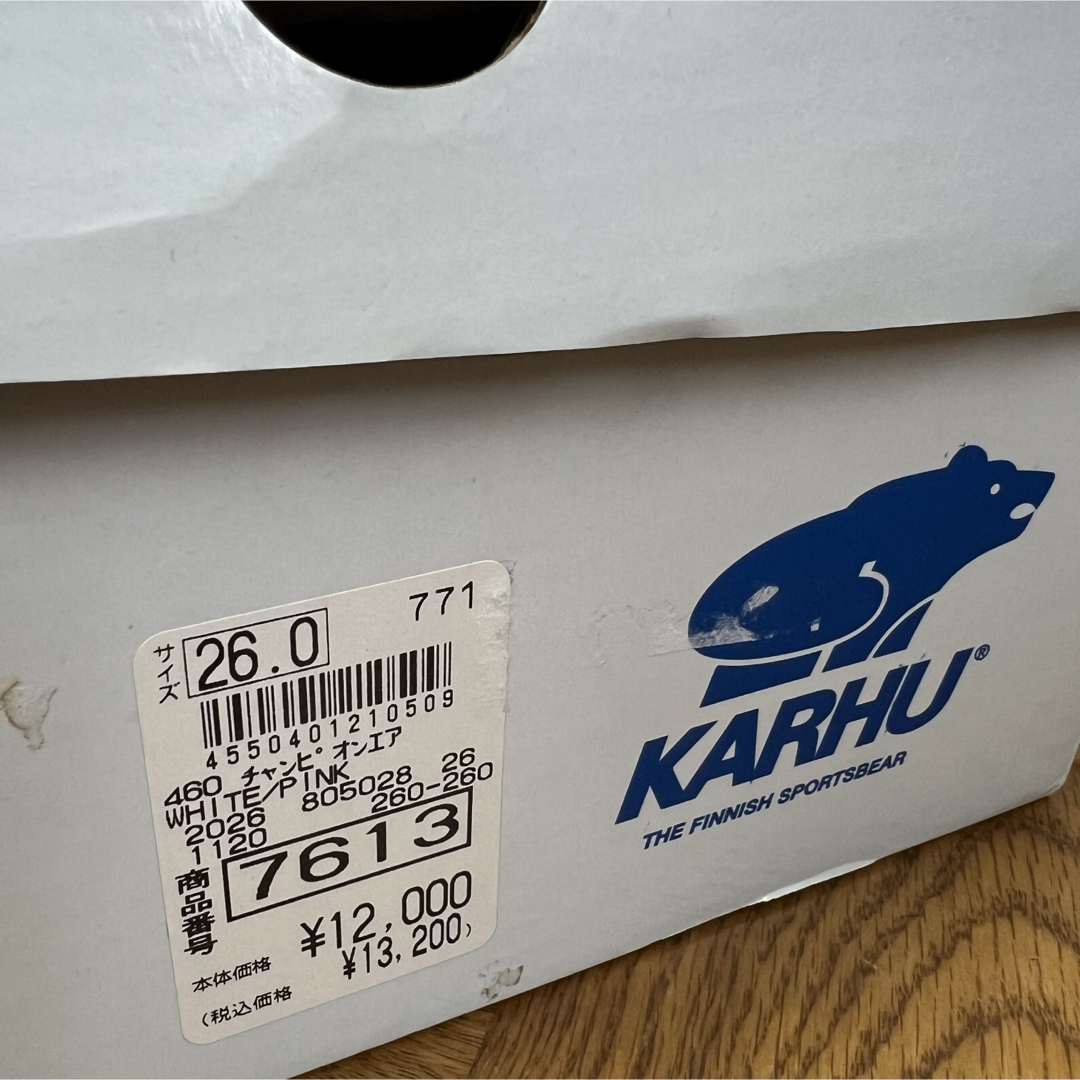 サイズ 26.0 771
4550401210509
460 チャンピオンエア
WHITE/PINK
2026 805028 26
1120 260-260
商品番号 7613
本体価格 ¥12,000
(税込価格 ¥13,200)
KARHU®
THE FINNISH SPORTSBEAR